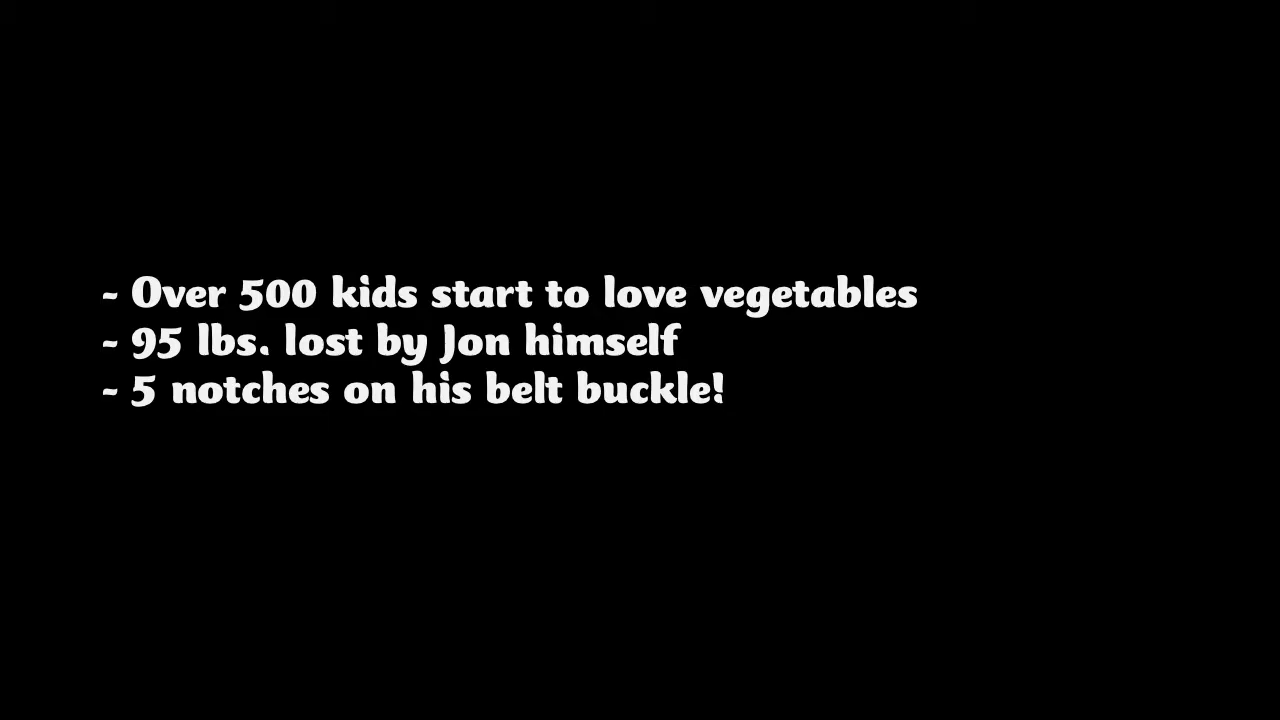 - Over 500 kids start to love vegetables
- 95 lbs. lost by Jon himself
- 5 notches on his belt buckle!